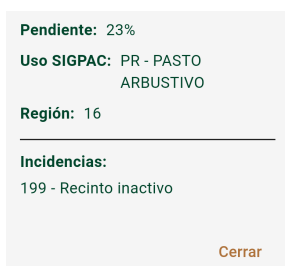 Pendiente: 23%
Uso SIGPAC: PR - PASTO
ARBUSTIVO
Región: 16
Incidencias:
199 - Recinto inactivo
Cerrar